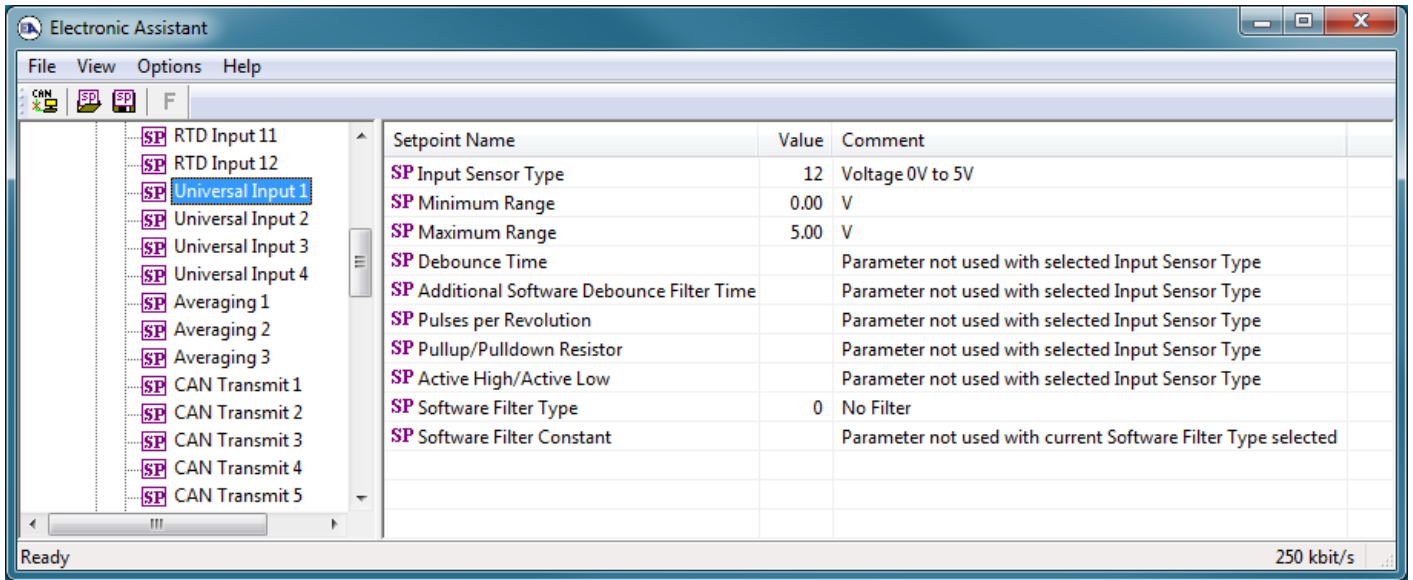 Electronic Assistant
File View Options Help
CAN SP SP F
SP RTD Input 11
SP RTD Input 12
SP Universal Input 1
SP Universal Input 2
SP Universal Input 3
SP Universal Input 4
SP Averaging 1
SP Averaging 2
SP Averaging 3
SP CAN Transmit 1
SP CAN Transmit 2
SP CAN Transmit 3
SP CAN Transmit 4
SP CAN Transmit 5
Setpoint Name Value Comment
SP Input Sensor Type 12 Voltage 0V to 5V
SP Minimum Range 0.00 V
SP Maximum Range 5.00 V
SP Debounce Time Parameter not used with selected Input Sensor Type
SP Additional Software Debounce Filter Time Parameter not used with selected Input Sensor Type
SP Pulses per Revolution Parameter not used with selected Input Sensor Type
SP Pullup/Pulldown Resistor Parameter not used with selected Input Sensor Type
SP Active High/Active Low Parameter not used with selected Input Sensor Type
SP Software Filter Type 0 No Filter
SP Software Filter Constant Parameter not used with current Software Filter Type selected
Ready 250 kbit/s